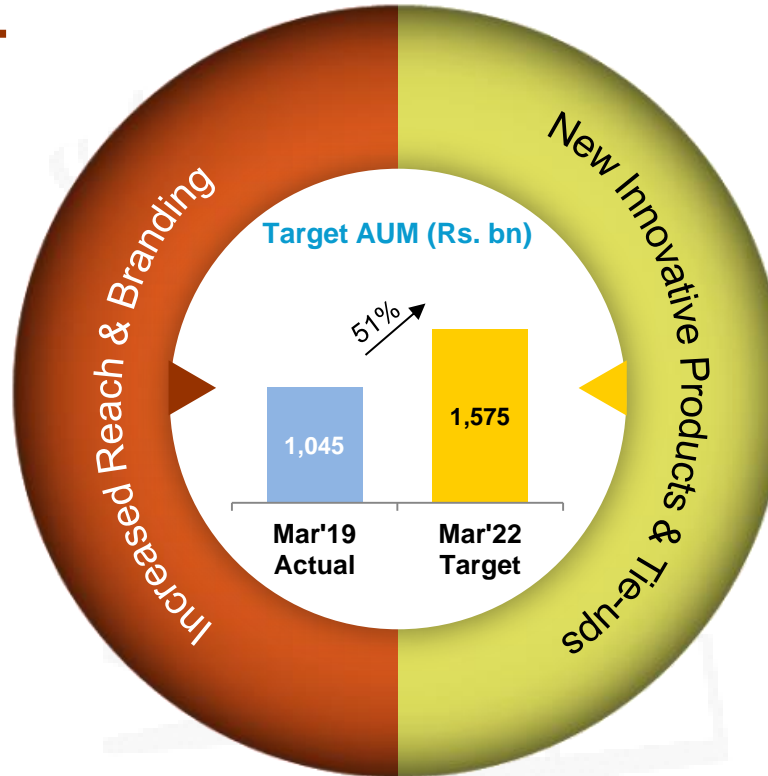 Increased Reach & Branding
New Innovative Products & Tie-ups
Target AUM (Rs. bn)
51%
1,045
1,575
Mar'19
Actual
Mar'22
Target